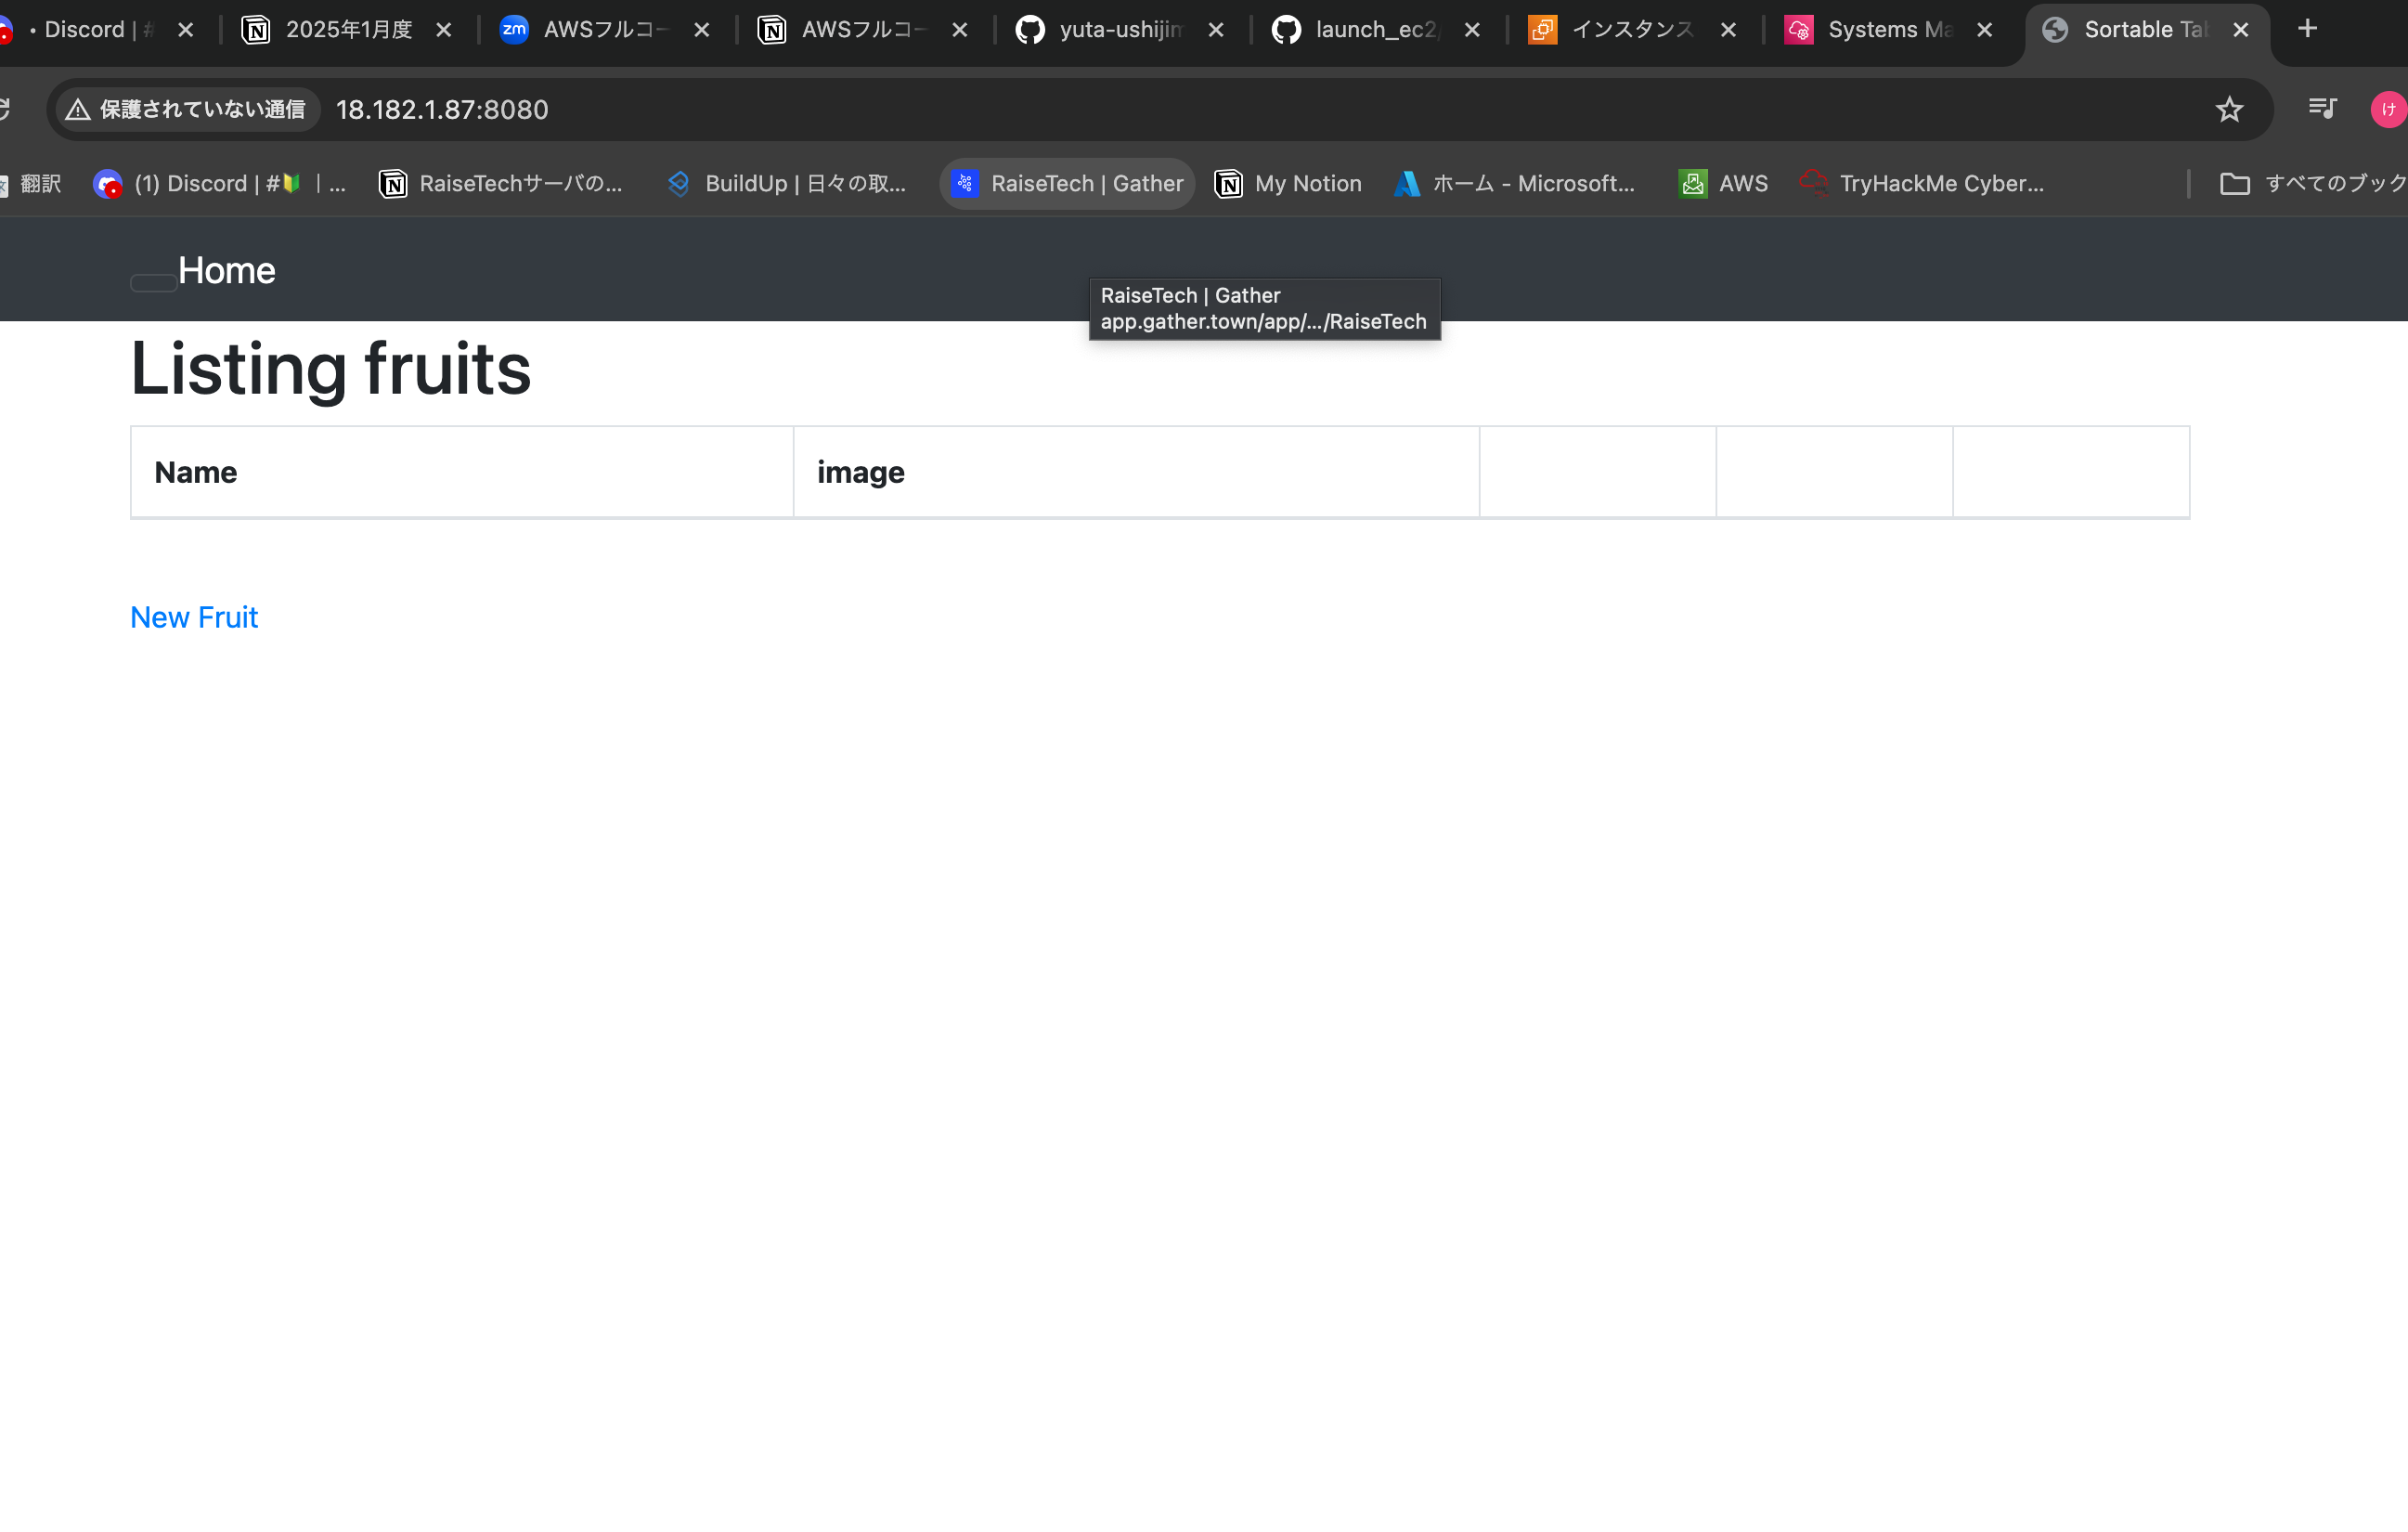 • Discord | #
2025年1月度
zm AWSフルコー
AWSフルコー
yuta-ushijim
launch_ec2/
インスタンス
Systems Ma
Sortable Tab
保護されていない通信 18.182.1.87:8080
け
翻訳 (1) Discord | #🔰 | ... RaiseTechサーバの... BuildUp | 日々の取... RaiseTech | Gather My Notion ホーム - Microsoft... AWS TryHackMe Cyber... すべてのブック
Home
RaiseTech | Gather
app.gather.town/app/.../RaiseTech
Listing fruits
Name image
New Fruit